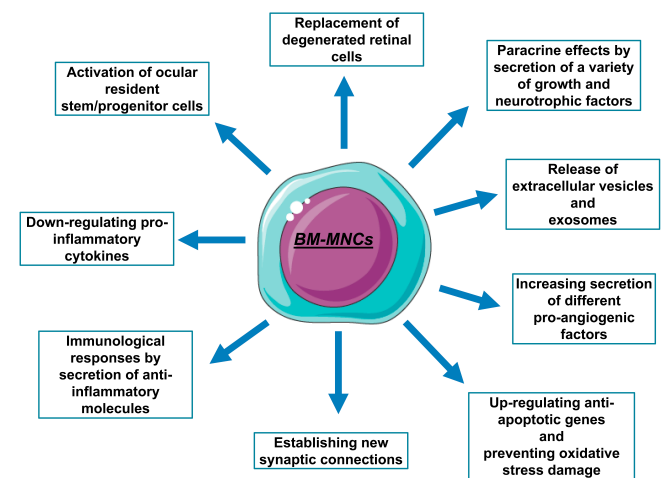 Replacement of
degenerated retinal
cells
Paracrine effects by
secretion of a variety
of growth and
neurotrophic factors
Release of
extracellular vesicles
and
exosomes
Increasing secretion
of different
pro-angiogenic
factors
Up-regulating anti-
apoptotic genes
and
preventing oxidative
stress damage
Establishing new
synaptic connections
Immunological
responses by
secretion of anti-
inflammatory
molecules
Down-regulating pro-
inflammatory
cytokines
Activation of ocular
resident
stem/progenitor cells
BM-MNCs